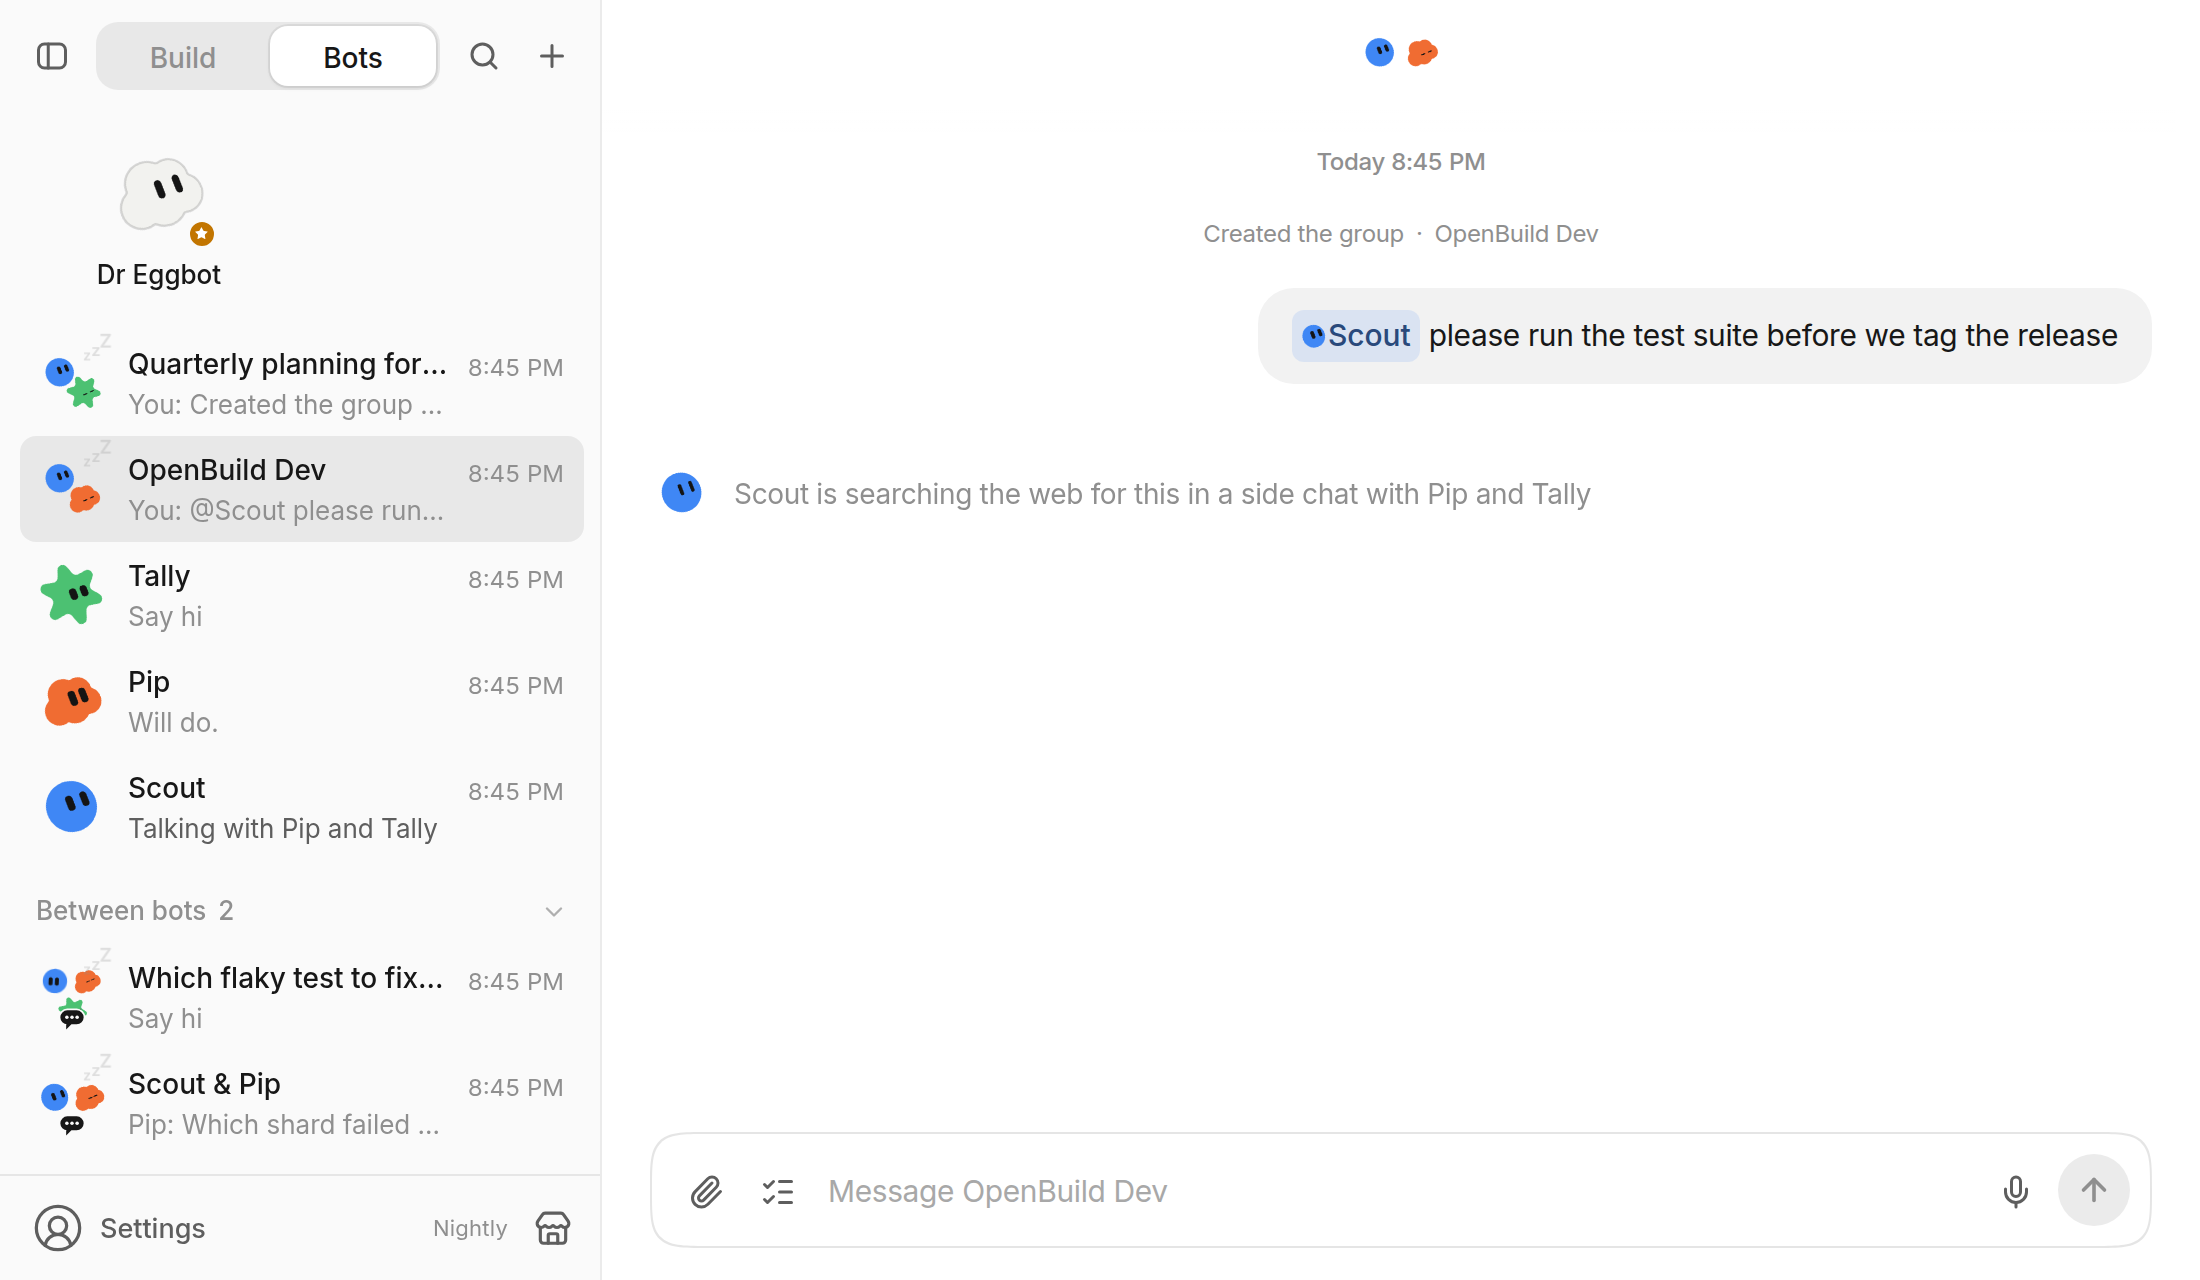 Build
Bots
Dr Eggbot
Quarterly planning for...
8:45 PM
You: Created the group ...
OpenBuild Dev
8:45 PM
You: @Scout please run...
Tally
8:45 PM
Say hi
Pip
8:45 PM
Will do.
Scout
8:45 PM
Talking with Pip and Tally
Between bots 2
Which flaky test to fix...
8:45 PM
Say hi
Scout & Pip
8:45 PM
Pip: Which shard failed ...
Settings
Nightly
Today 8:45 PM
Created the group · OpenBuild Dev
Scout please run the test suite before we tag the release
Scout is searching the web for this in a side chat with Pip and Tally
Message OpenBuild Dev